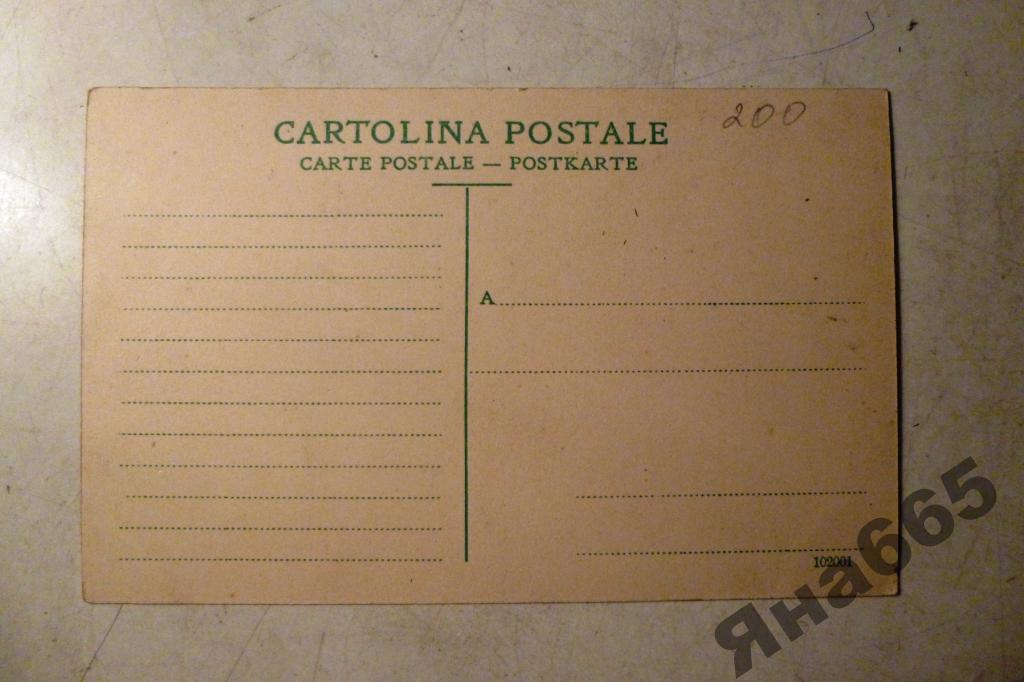 200
CARTOLINA POSTALE
CARTE POSTALE — POSTKARTE
A
102001
Яна665